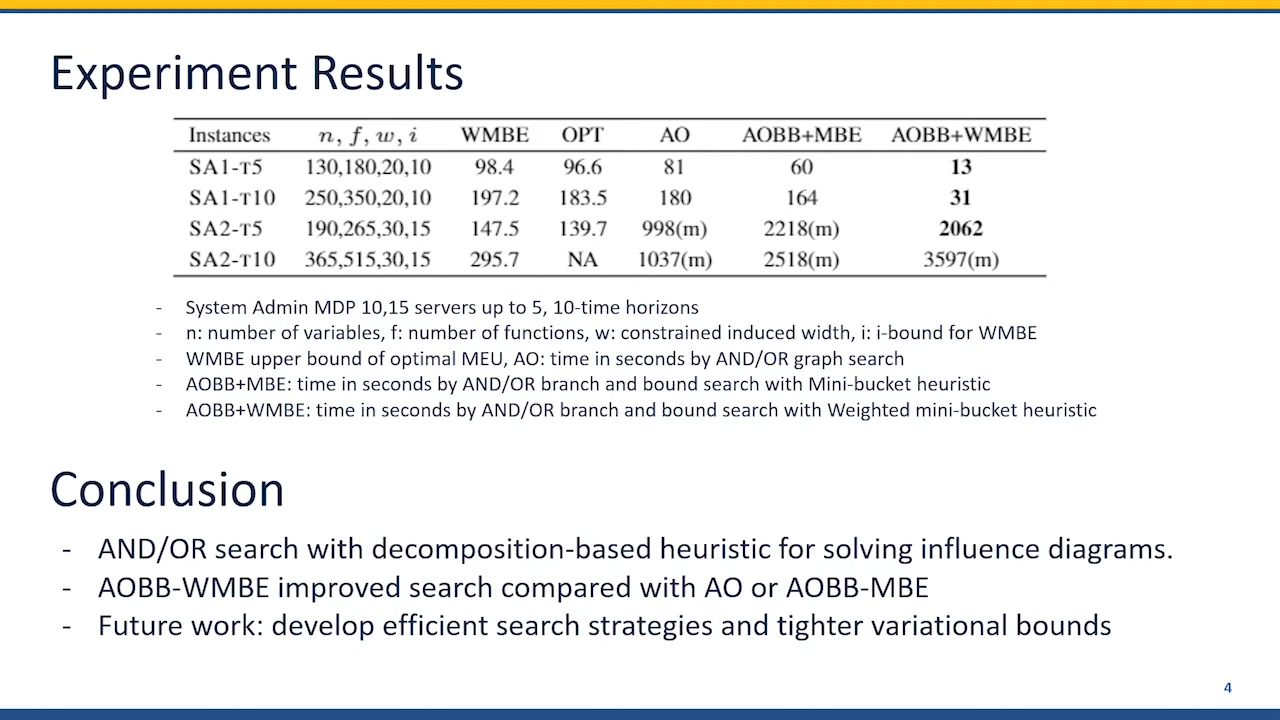 Experiment Results
Instances n, f, w, i WMBE OPT AO AOBB+MBE AOBB+WMBE
SA1-T5 130,180,20,10 98.4 96.6 81 60 13
SA1-T10 250,350,20,10 197.2 183.5 180 164 31
SA2-T5 190,265,30,15 147.5 139.7 998(m) 2218(m) 2062
SA2-T10 365,515,30,15 295.7 NA 1037(m) 2518(m) 3597(m)
- System Admin MDP 10,15 servers up to 5, 10-time horizons
- n: number of variables, f: number of functions, w: constrained induced width, i: i-bound for WMBE
- WMBE upper bound of optimal MEU, AO: time in seconds by AND/OR graph search
- AOBB+MBE: time in seconds by AND/OR branch and bound search with Mini-bucket heuristic
- AOBB+WMBE: time in seconds by AND/OR branch and bound search with Weighted mini-bucket heuristic
Conclusion
- AND/OR search with decomposition-based heuristic for solving influence diagrams.
- AOBB-WMBE improved search compared with AO or AOBB-MBE
- Future work: develop efficient search strategies and tighter variational bounds
4